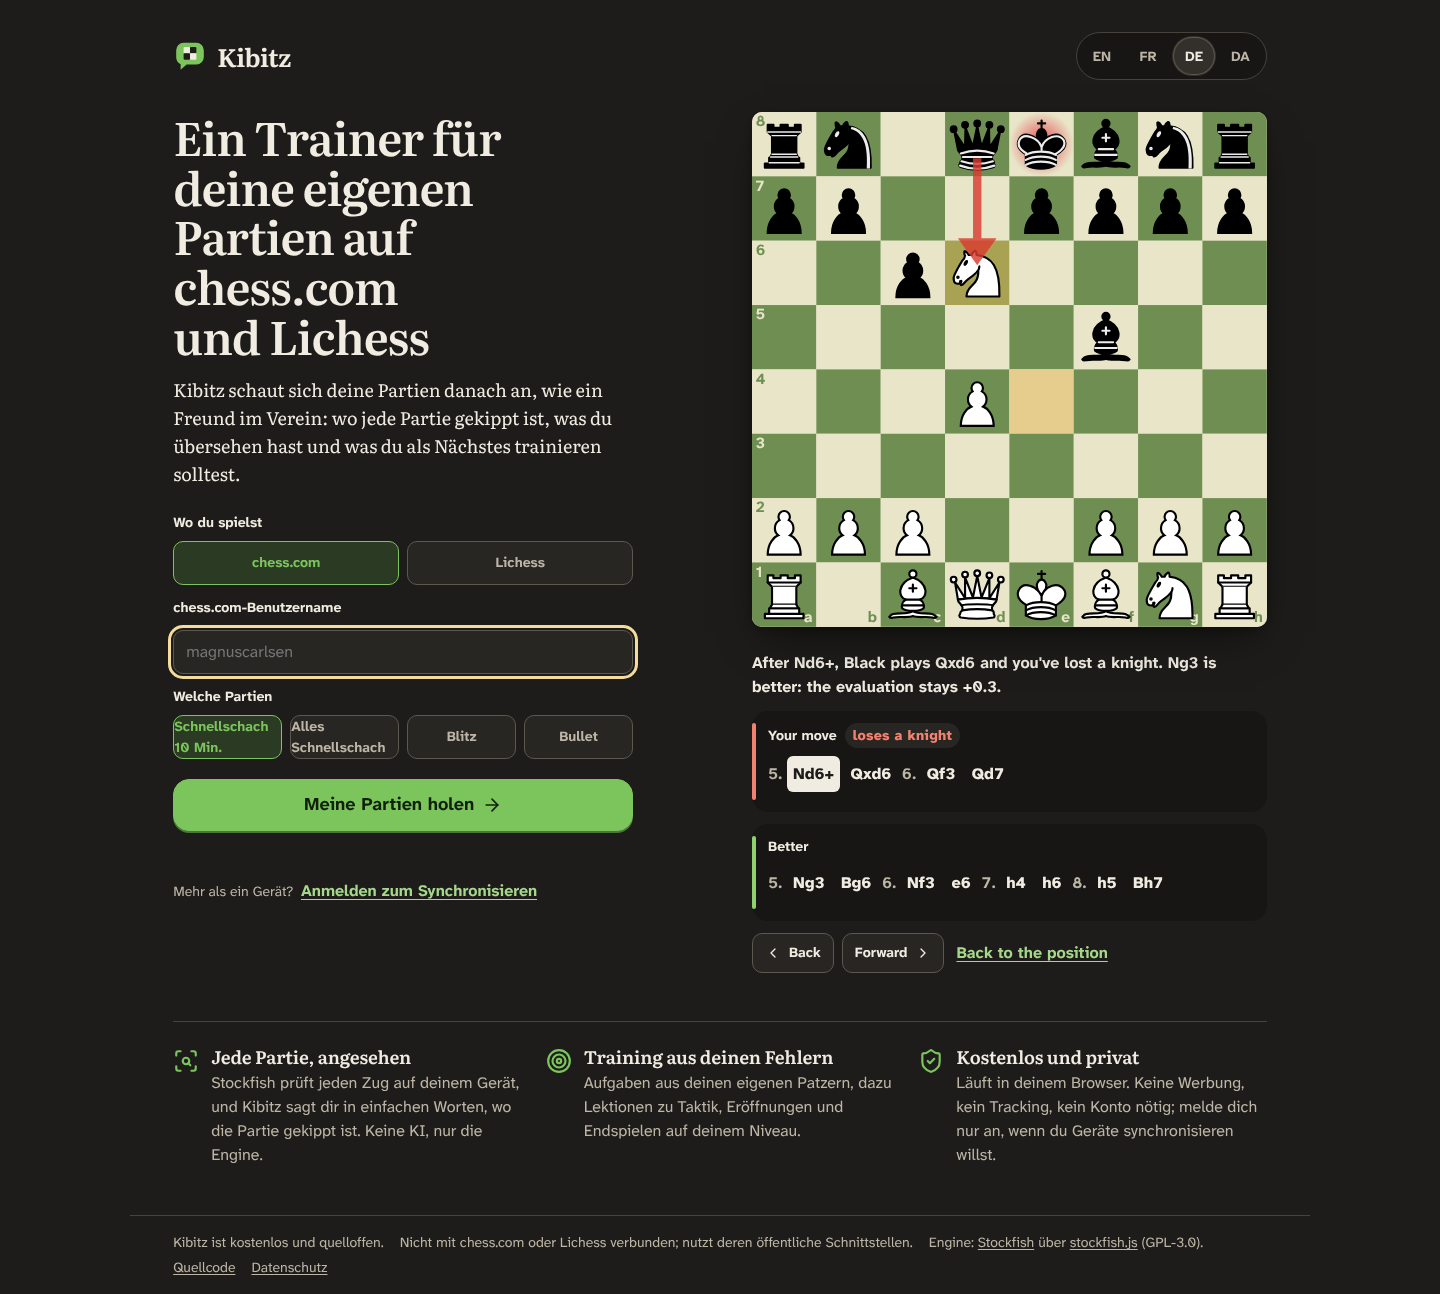 Kibitz
EN FR DE DA
Ein Trainer für
deine eigenen
Partien auf
chess.com
und Lichess
Kibitz schaut sich deine Partien danach an, wie ein
Freund im Verein: wo jede Partie gekippt ist, was du
übersehen hast und was du als Nächstes trainieren
solltest.
Wo du spielst
chess.com
Lichess
chess.com-Benutzername
magnuscarlsen
Welche Partien
Schnellschach
10 Min.
Alles
Schnellschach
Blitz
Bullet
Meine Partien holen
Mehr als ein Gerät? Anmelden zum Synchronisieren
8
7
6
5
4
3
2
1
a b c d e f g h
After Nd6+, Black plays Qxd6 and you've lost a knight. Ng3 is
better: the evaluation stays +0.3.
Your move loses a knight
5. Nd6+ Qxd6 6. Qf3 Qd7
Better
5. Ng3 Bg6 6. Nf3 e6 7. h4 h6 8. h5 Bh7
Back
Forward
Back to the position
Jede Partie, angesehen
Stockfish prüft jeden Zug auf deinem Gerät,
und Kibitz sagt dir in einfachen Worten, wo
die Partie gekippt ist. Keine KI, nur die
Engine.
Training aus deinen Fehlern
Aufgaben aus deinen eigenen Patzern, dazu
Lektionen zu Taktik, Eröffnungen und
Endspielen auf deinem Niveau.
Kostenlos und privat
Läuft in deinem Browser. Keine Werbung,
kein Tracking, kein Konto nötig; melde dich
nur an, wenn du Geräte synchronisieren
willst.
Kibitz ist kostenlos und quelloffen. Nicht mit chess.com oder Lichess verbunden; nutzt deren öffentliche Schnittstellen. Engine: Stockfish über stockfish.js (GPL-3.0).
Quellcode Datenschutz